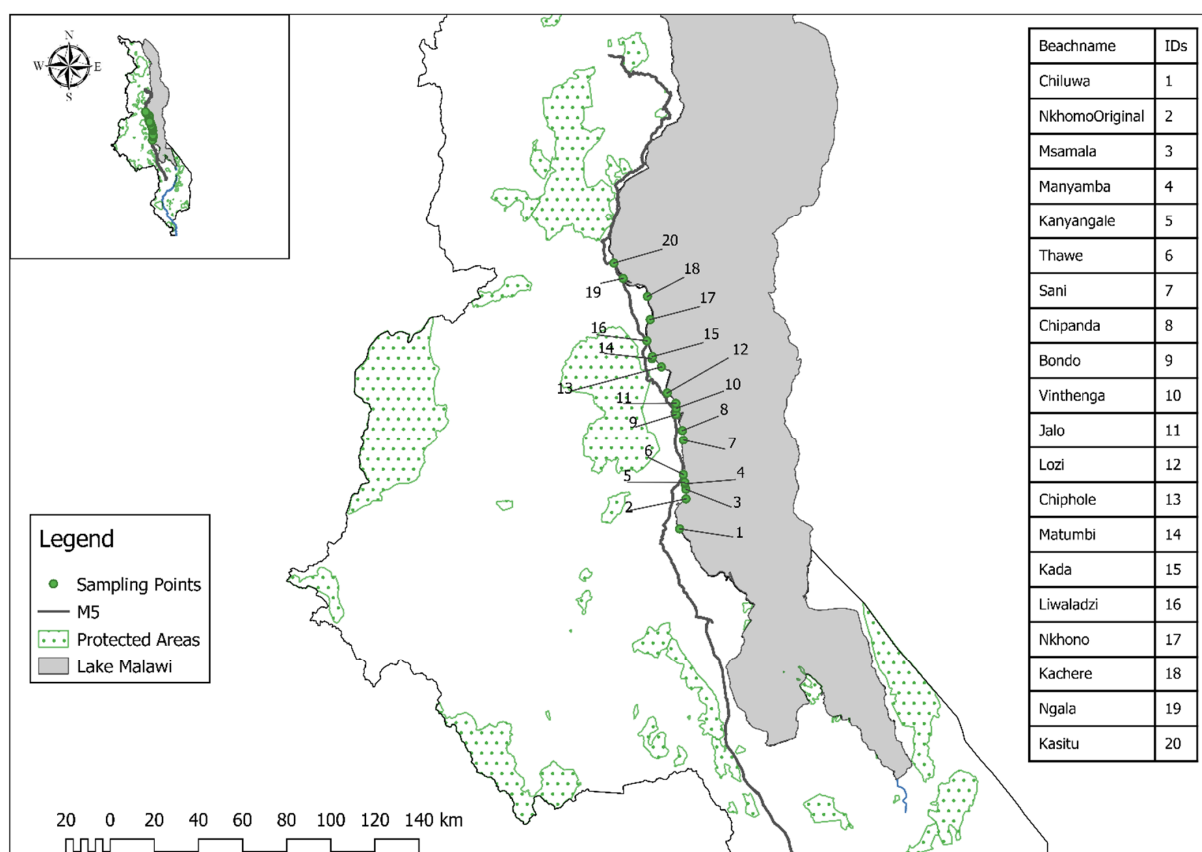 N
W E
S
20
19
18
17
16
15
14
12
13
10
11
8
9
7
6
4
5
2
3
1
Legend
Sampling Points
M5
Protected Areas
Lake Malawi
20 0 20 40 60 80 100 120 140 km
Beachname IDs
Chiluwa 1
NkhomoOriginal 2
Msamala 3
Manyamba 4
Kanyangale 5
Thawe 6
Sani 7
Chipanda 8
Bondo 9
Vinthenga 10
Jalo 11
Lozi 12
Chiphole 13
Matumbi 14
Kada 15
Liwaladzi 16
Nkhono 17
Kachere 18
Ngala 19
Kasitu 20